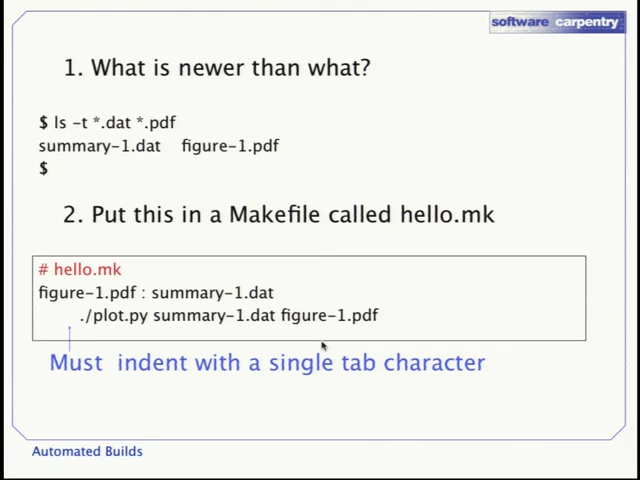 software carpentry
1. What is newer than what?
$ ls -t *.dat *.pdf
summary-1.dat figure-1.pdf
$
2. Put this in a Makefile called hello.mk
# hello.mk
figure-1.pdf : summary-1.dat
./plot.py summary-1.dat figure-1.pdf
Must indent with a single tab character
Automated Builds